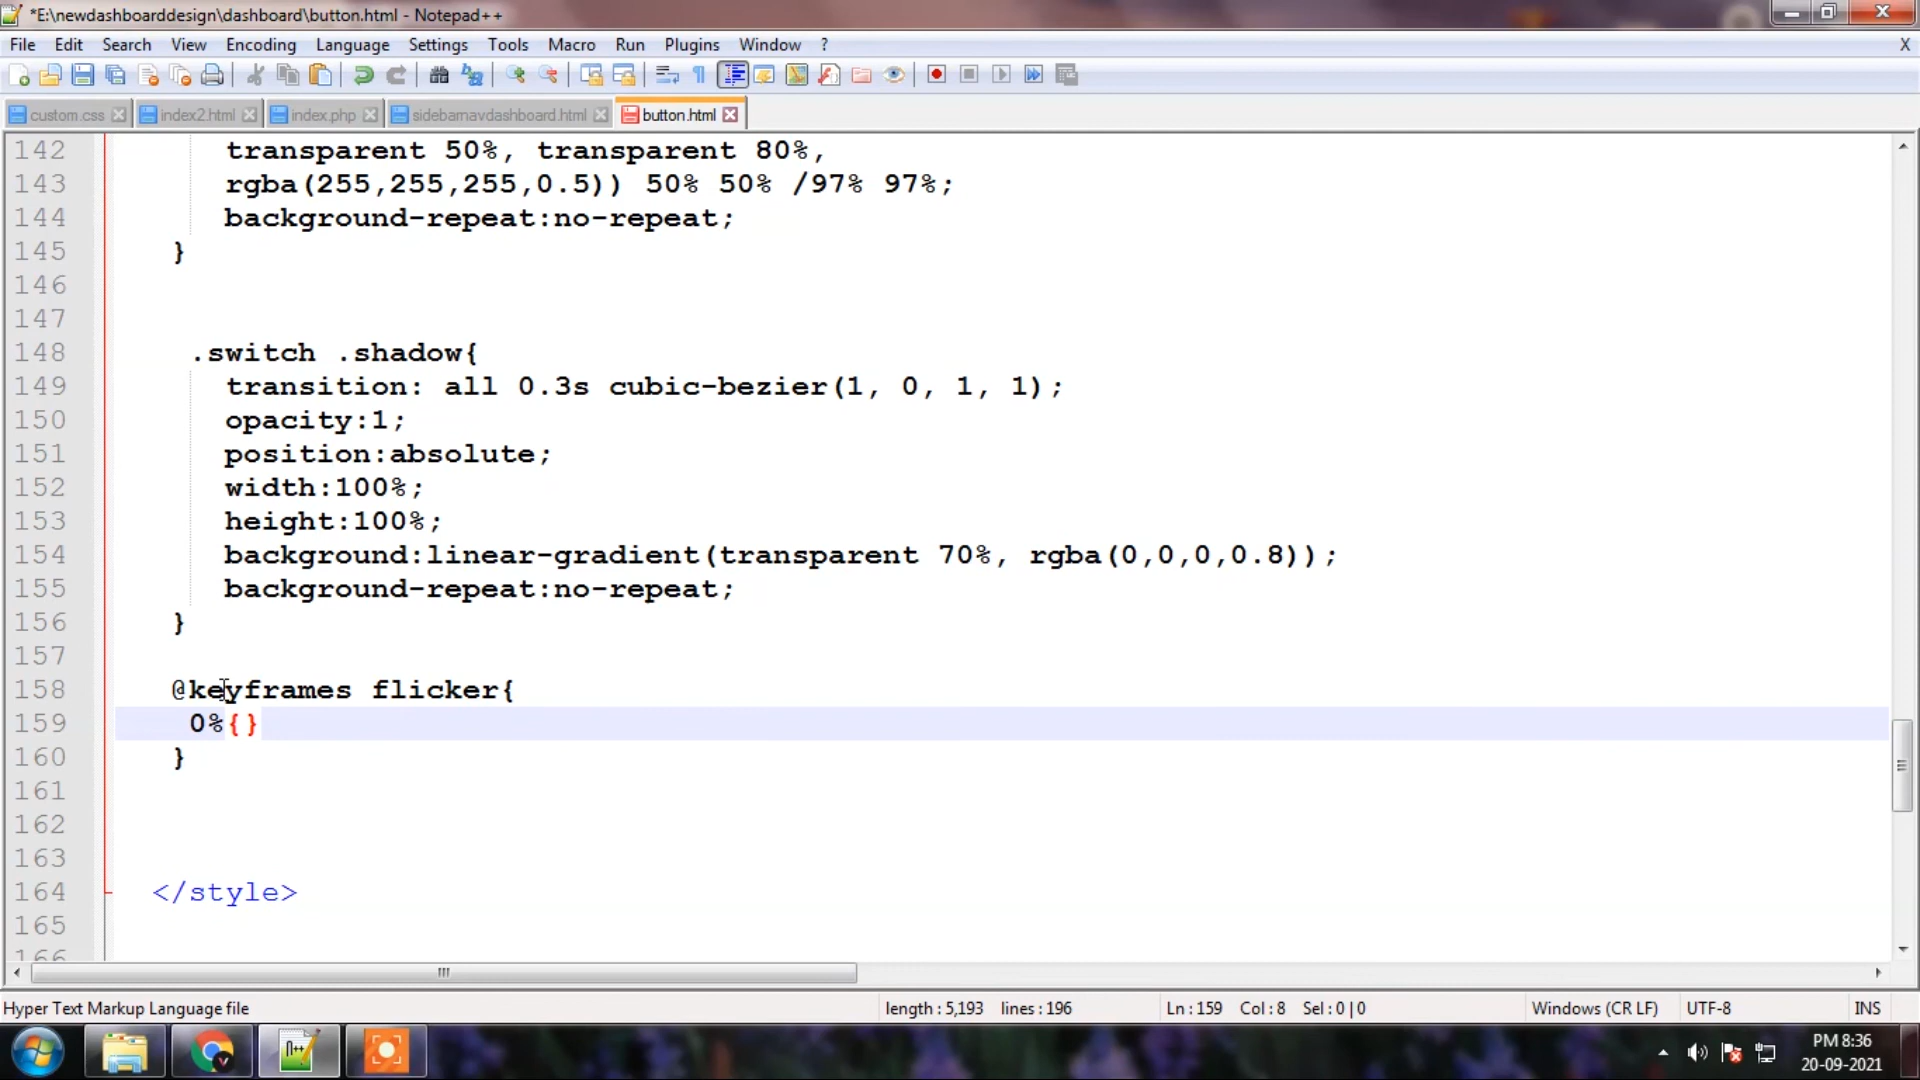 *E:\newdashboarddesign\dashboard\button.html - Notepad++
File Edit Search View Encoding Language Settings Tools Macro Run Plugins Window ? X
custom.css index2.html index.php sidebarnavdashboard.html button.html
142 transparent 50%, transparent 80%,
143 rgba(255,255,255,0.5)) 50% 50% /97% 97%;
144 background-repeat:no-repeat;
145 }
146
147
148 .switch .shadow{
149 transition: all 0.3s cubic-bezier(1, 0, 1, 1);
150 opacity:1;
151 position:absolute;
152 width:100%;
153 height:100%;
154 background:linear-gradient(transparent 70%, rgba(0,0,0,0.8));
155 background-repeat:no-repeat;
156 }
157
158 @keyframes flicker{
159 0%{}
160 }
161
162
163
164 </style>
165
166
Hyper Text Markup Language file length : 5,193 lines : 196 Ln : 159 Col : 8 Sel : 0 | 0 Windows (CR LF) UTF-8 INS
PM 8:36
20-09-2021